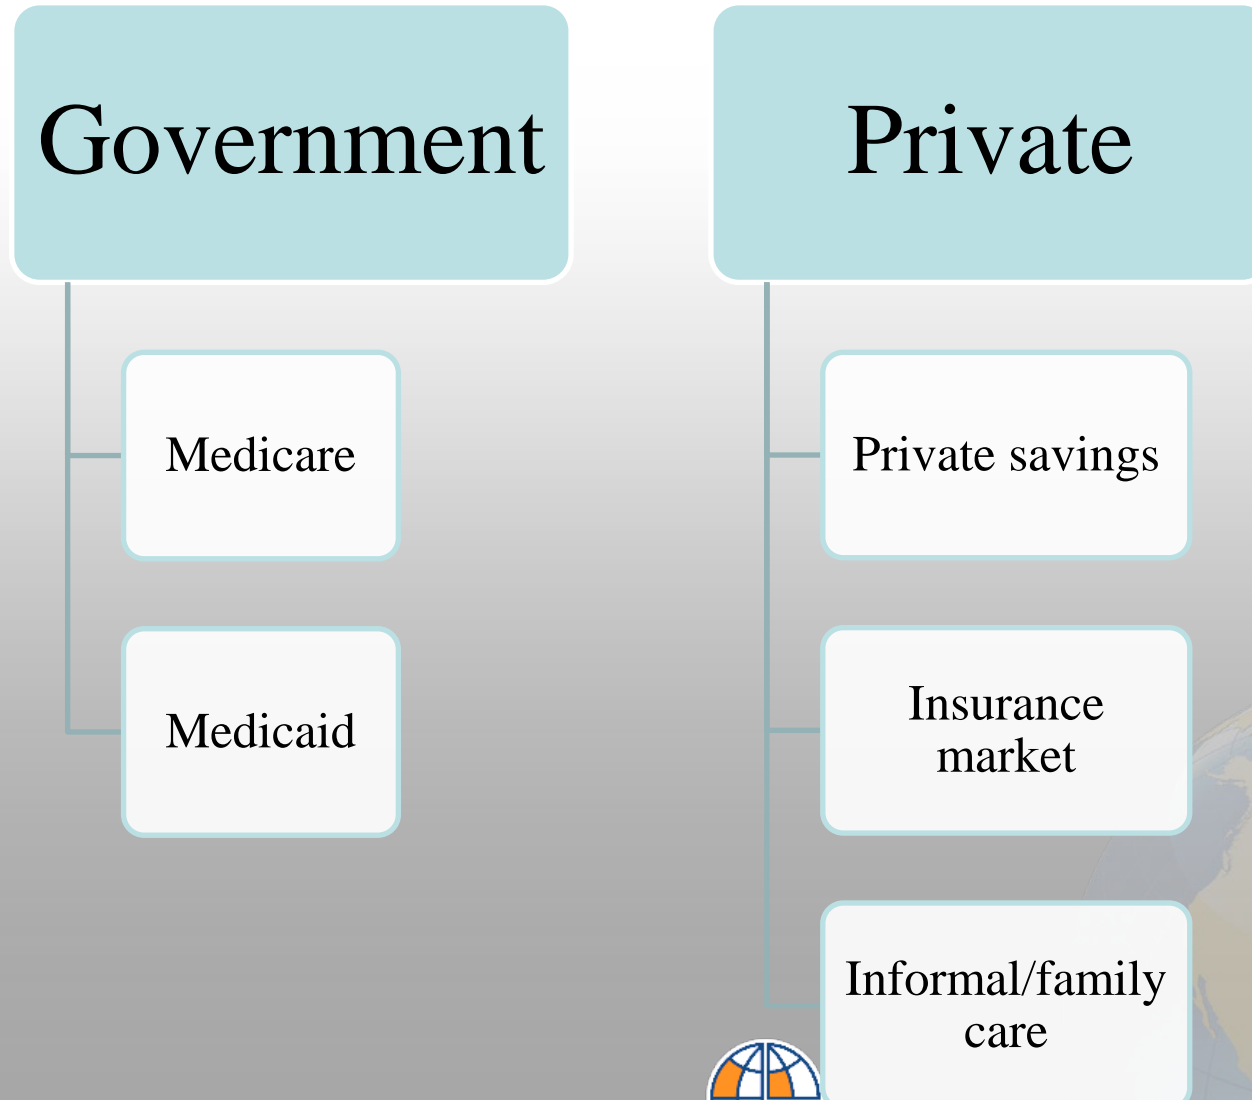 Government
Medicare
Medicaid
Private
Private savings
Insurance
market
Informal/family
care